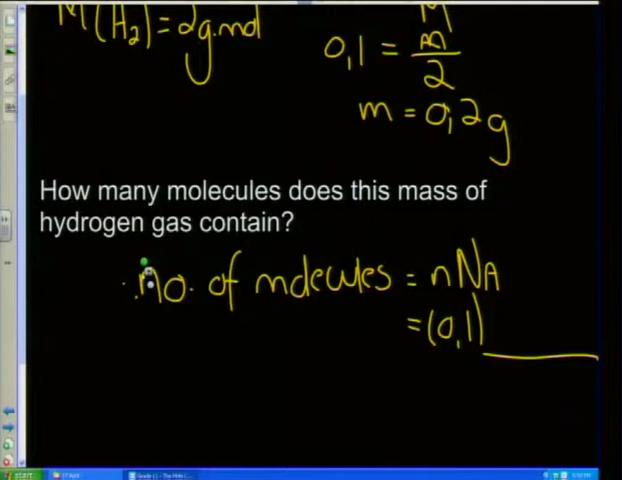 M(H2)=2g.mol
M
0,1 = m
2
m = 0,2g
How many molecules does this mass of
hydrogen gas contain?
no. of molecules = nNA
=(0,1)
start